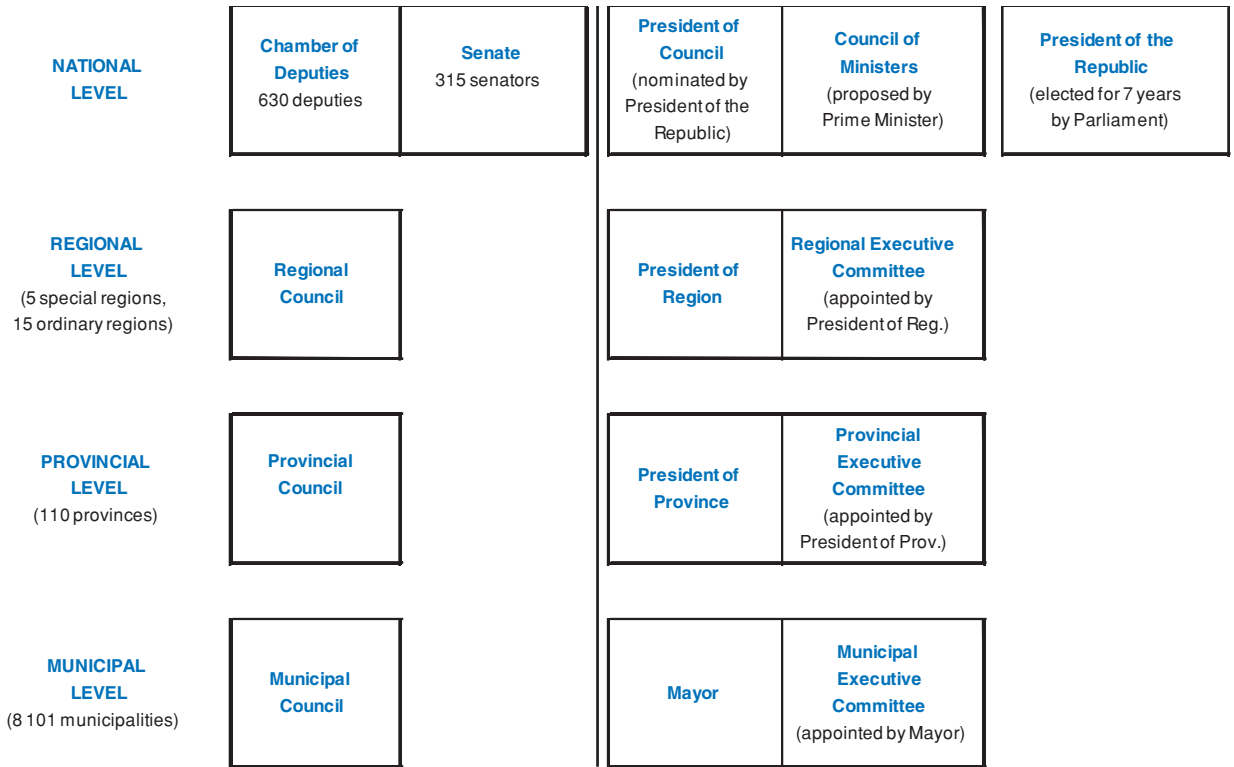 NATIONAL
LEVEL
Chamber of
Deputies
630 deputies
Senate
315 senators
President of
Council
(nominated by
President of the
Republic)
Council of
Ministers
(proposed by
Prime Minister)
President of the
Republic
(elected for 7 years
by Parliament)
REGIONAL
LEVEL
(5 special regions,
15 ordinary regions)
Regional
Council
President of
Region
Regional Executive
Committee
(appointed by
President of Reg.)
PROVINCIAL
LEVEL
(110 provinces)
Provincial
Council
President of
Province
Provincial
Executive
Committee
(appointed by
President of Prov.)
MUNICIPAL
LEVEL
(8 101 municipalities)
Municipal
Council
Mayor
Municipal
Executive
Committee
(appointed by Mayor)